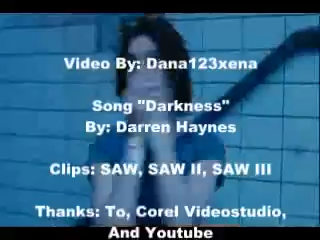 Video By: Dana123xena
Song "Darkness"
By: Darren Haynes
Clips: SAW, SAW II, SAW III
Thanks: To, Corel Videostudio,
And Youtube